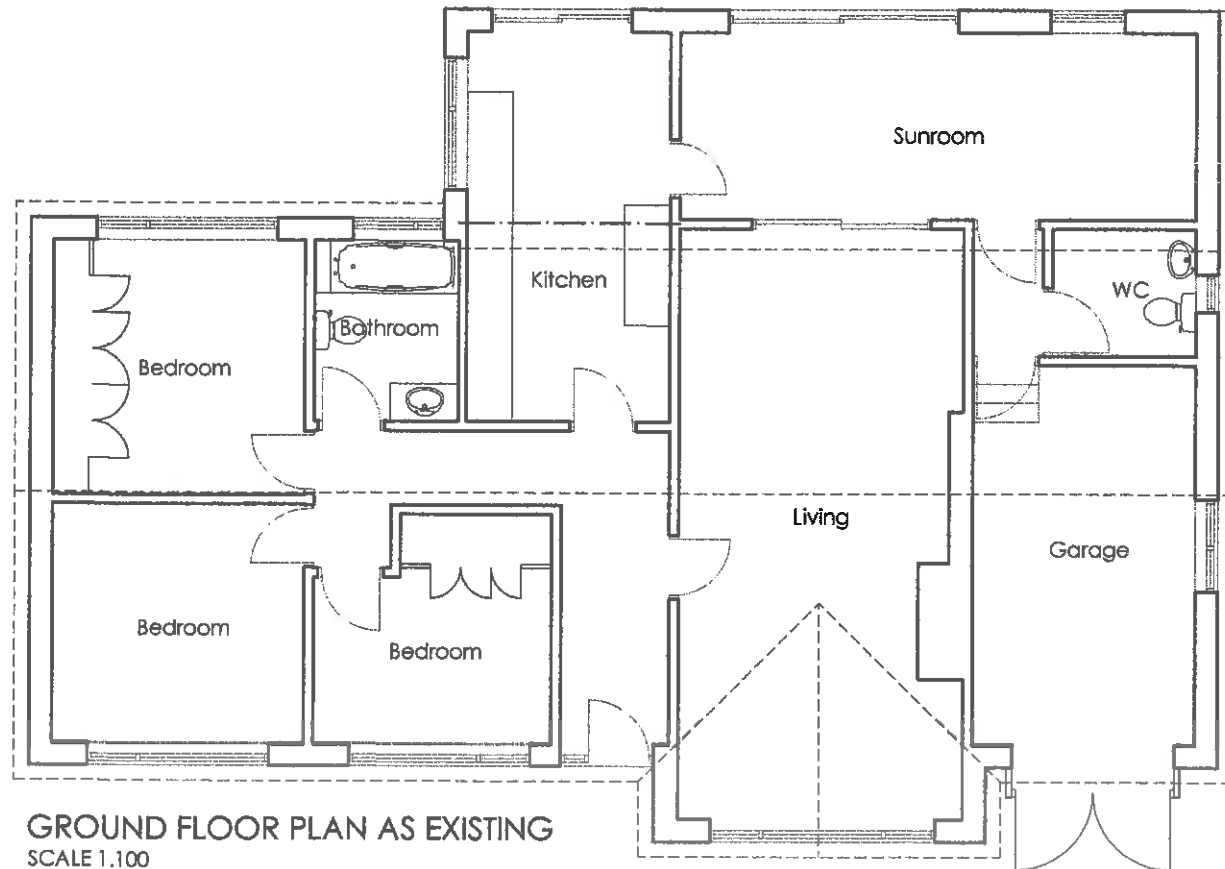 Sunroom
Kitchen
WC
Bathroom
Bedroom
Living
Garage
Bedroom
Bedroom
GROUND FLOOR PLAN AS EXISTING
SCALE 1.100